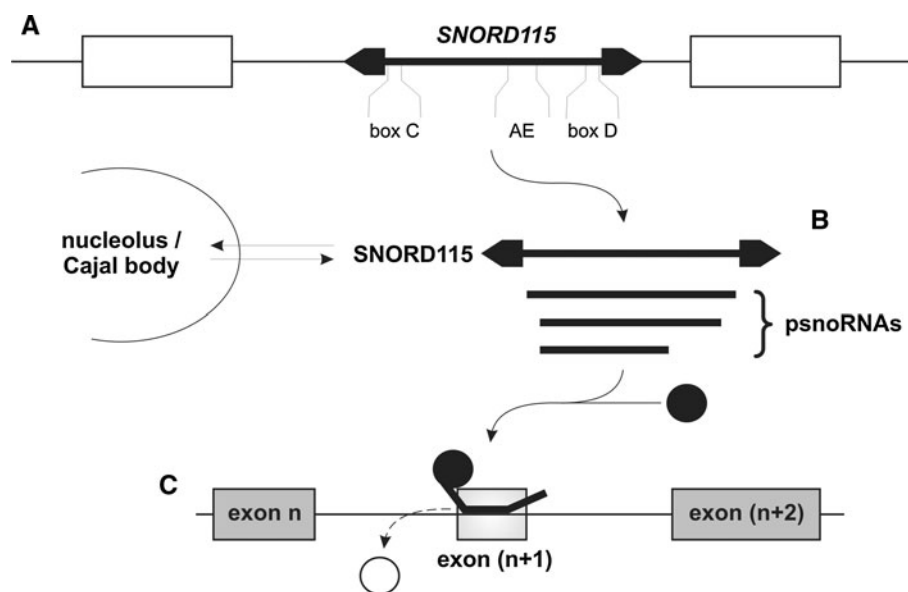 A
SNORD115
box C
AE
box D
B
nucleolus /
Cajal body
SNORD115
psnoRNAs
C
exon n
exon (n+2)
exon (n+1)